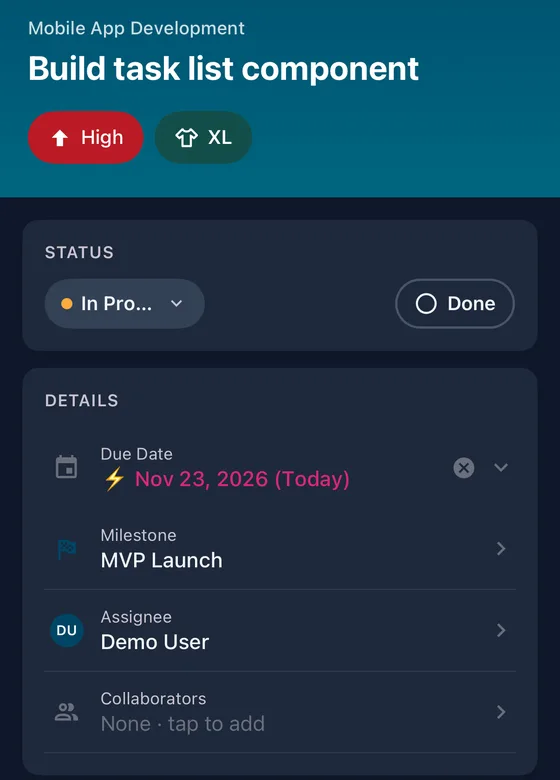 Mobile App Development
Build task list component
High
XL
STATUS
In Pro...
Done
DETAILS
Due Date
⚡ Nov 23, 2026 (Today)
Milestone
MVP Launch
Assignee
DU
Demo User
Collaborators
None · tap to add